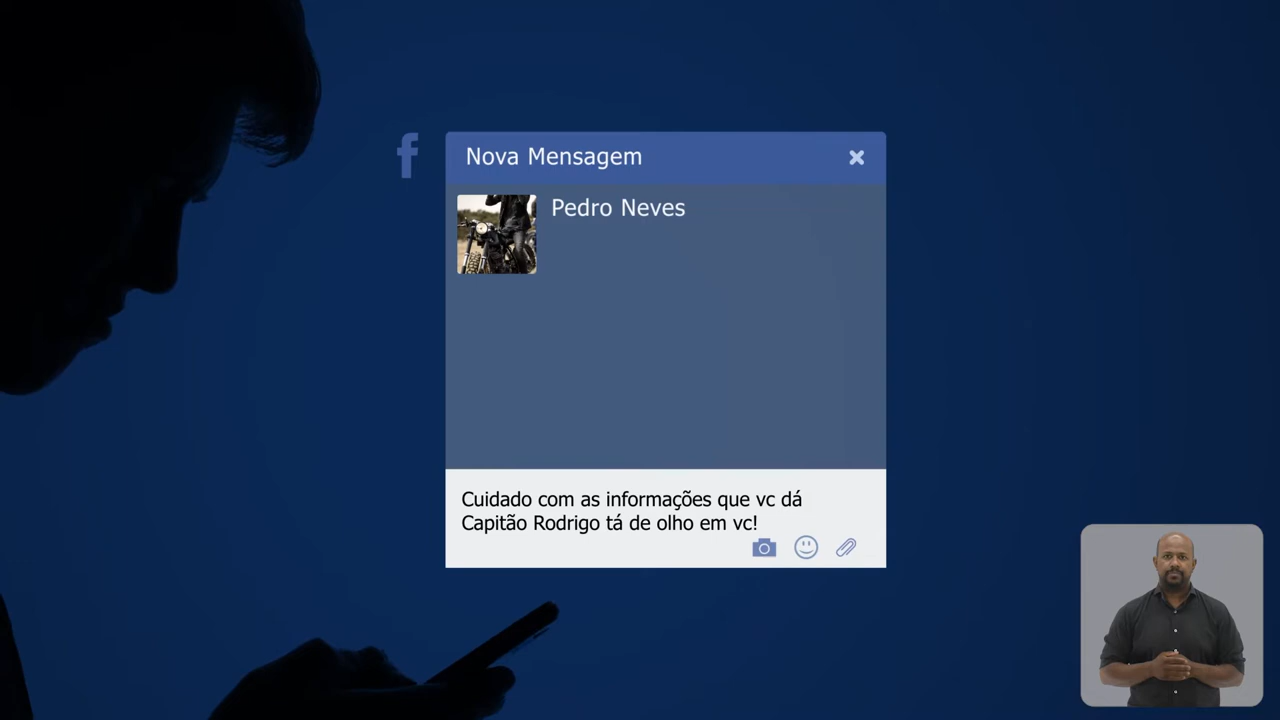 Nova Mensagem
Pedro Neves
Cuidado com as informações que vc dá
Capitão Rodrigo tá de olho em vc!